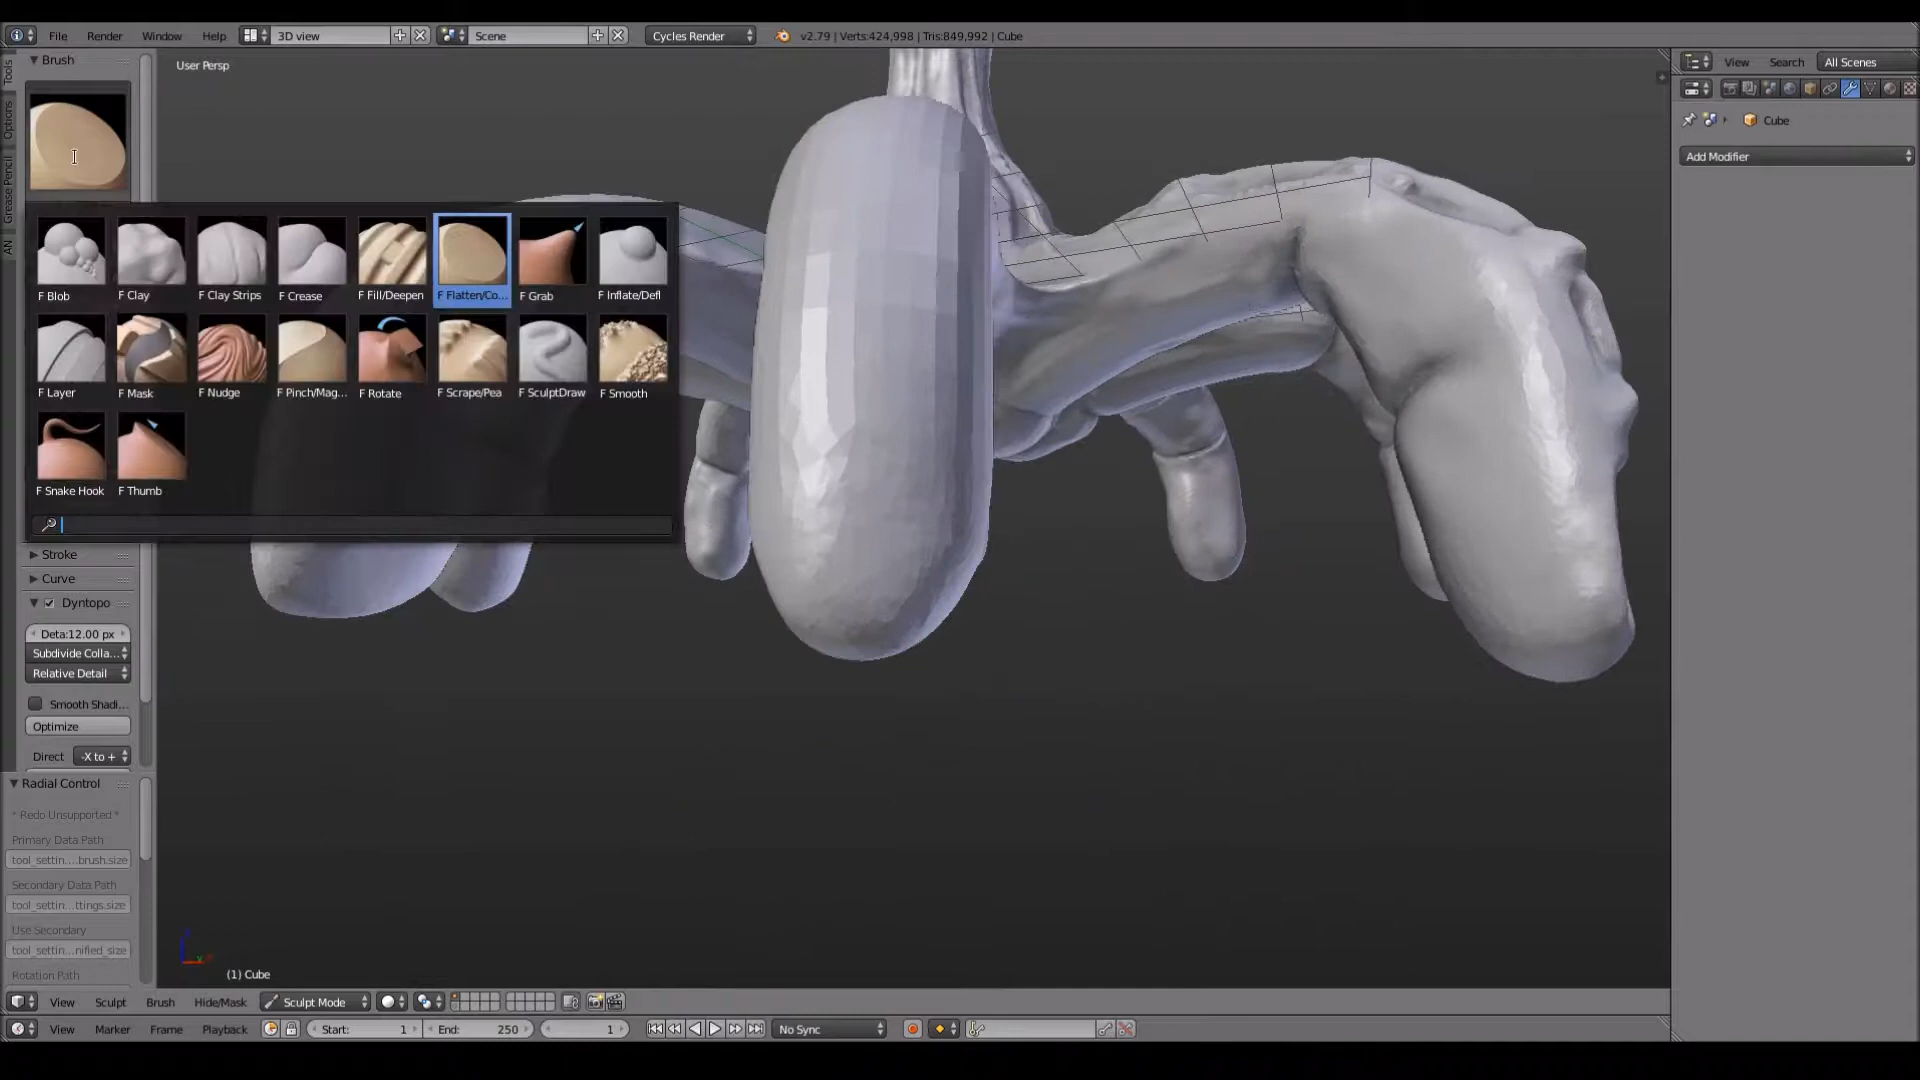 File Render Window Help 3D view Scene Cycles Render v2.79 | Verts:424,998 | Tris:849,992 | Cube
Brush
User Persp
View Search All Scenes
Tools
Options
Grease Pencil
AN
Cube
Add Modifier
F Blob F Clay F Clay Strips F Crease F Fill/Deepen F Flatten/Co... F Grab F Inflate/Defl
F Layer F Mask F Nudge F Pinch/Mag... F Rotate F Scrape/Pea F SculptDraw F Smooth
F Snake Hook F Thumb
Stroke
Curve
Dyntopo
Deta:12.00 px
Subdivide Colla...
Relative Detail
Smooth Shadi...
Optimize
Direct -X to +
Radial Control
* Redo Unsupported *
Primary Data Path
tool_settin....brush.size
Secondary Data Path
tool_settin...ttings.size
Use Secondary
tool_settin...nified_size
Rotation Path
(1) Cube
View Sculpt Brush Hide/Mask Sculpt Mode
View Marker Frame Playback Start: 1 End: 250 1 No Sync